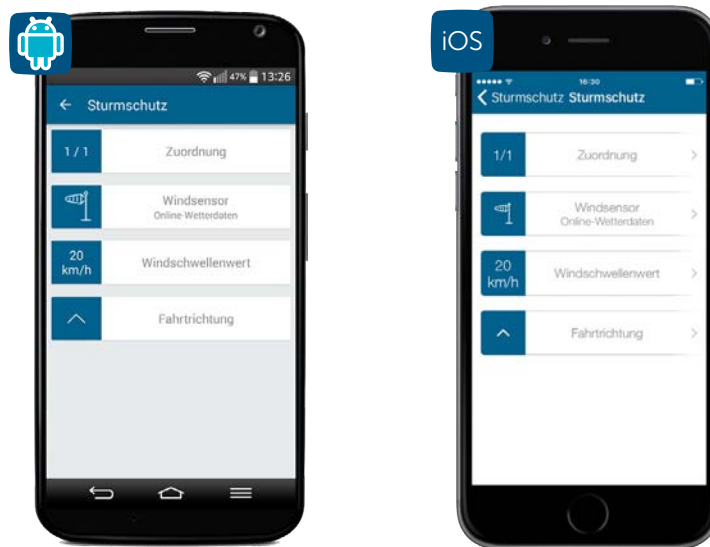 47% 13:26
Sturmschutz
1 / 1
Zuordnung
Windsensor
Online-Wetterdaten
20
km/h
Windschwellenwert
Fahrtrichtung
iOS
16:30
Sturmschutz Sturmschutz
1/1
Zuordnung
Windsensor
Online-Wetterdaten
20
km/h
Windschwellenwert
Fahrtrichtung